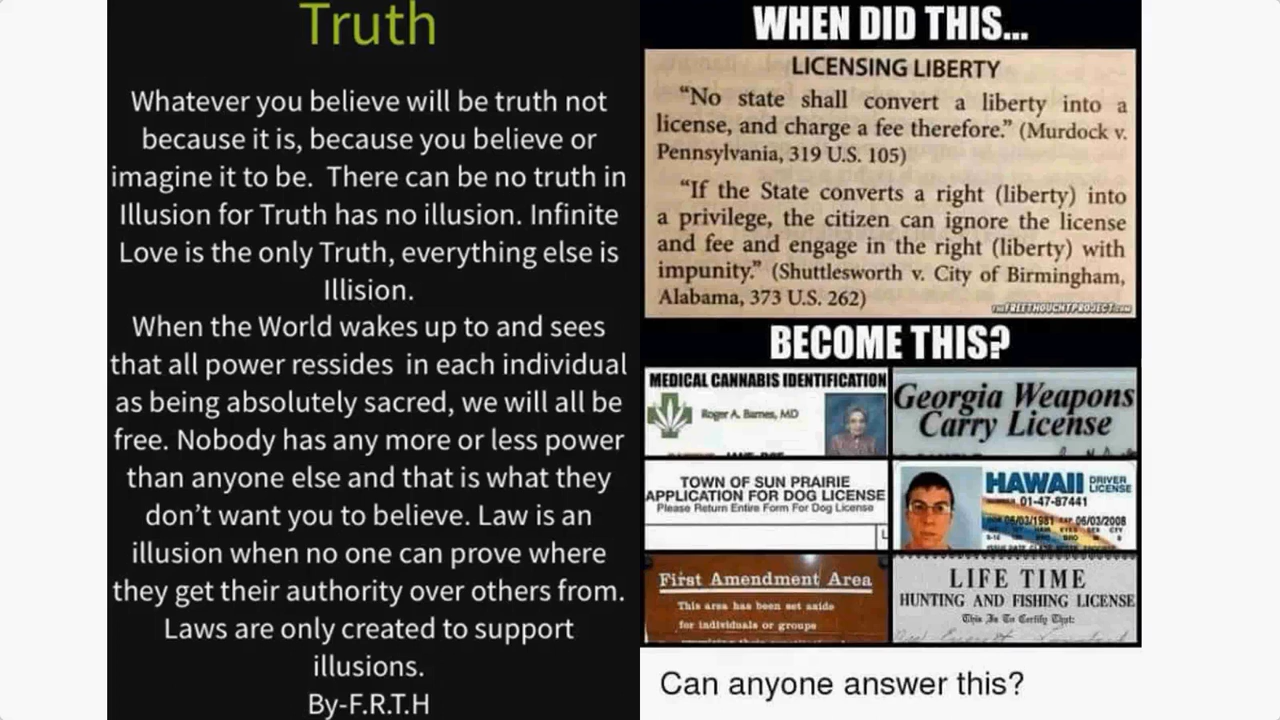 Truth
Whatever you believe will be truth not
because it is, because you believe or
imagine it to be. There can be no truth in
Illusion for Truth has no illusion. Infinite
Love is the only Truth, everything else is
Illision.
When the World wakes up to and sees
that all power ressides in each individual
as being absolutely sacred, we will all be
free. Nobody has any more or less power
than anyone else and that is what they
don't want you to believe. Law is an
illusion when no one can prove where
they get their authority over others from.
Laws are only created to support
illusions.
By-F.R.T.H
WHEN DID THIS...
LICENSING LIBERTY
"No state shall convert a liberty into a
license, and charge a fee therefore." (Murdock v.
Pennsylvania, 319 U.S. 105)
"If the State converts a right (liberty) into
a privilege, the citizen can ignore the license
and fee and engage in the right (liberty) with
impunity." (Shuttlesworth v. City of Birmingham,
Alabama, 373 U.S. 262)
THEFREETHOUGHTPROJECT.COM
BECOME THIS?
MEDICAL CANNABIS IDENTIFICATION
Roger A. Barnes, MD
Georgia Weapons
Carry License
TOWN OF SUN PRAIRIE
APPLICATION FOR DOG LICENSE
Please Return Entire Form For Dog License
HAWAII DRIVER
LICENSE
01-47-87441
06/03/1981 EXP 06/03/2008
First Amendment Area
This area has been set aside
for individuals or groups
LIFE TIME
HUNTING AND FISHING LICENSE
This Is To Certify That:
Can anyone answer this?